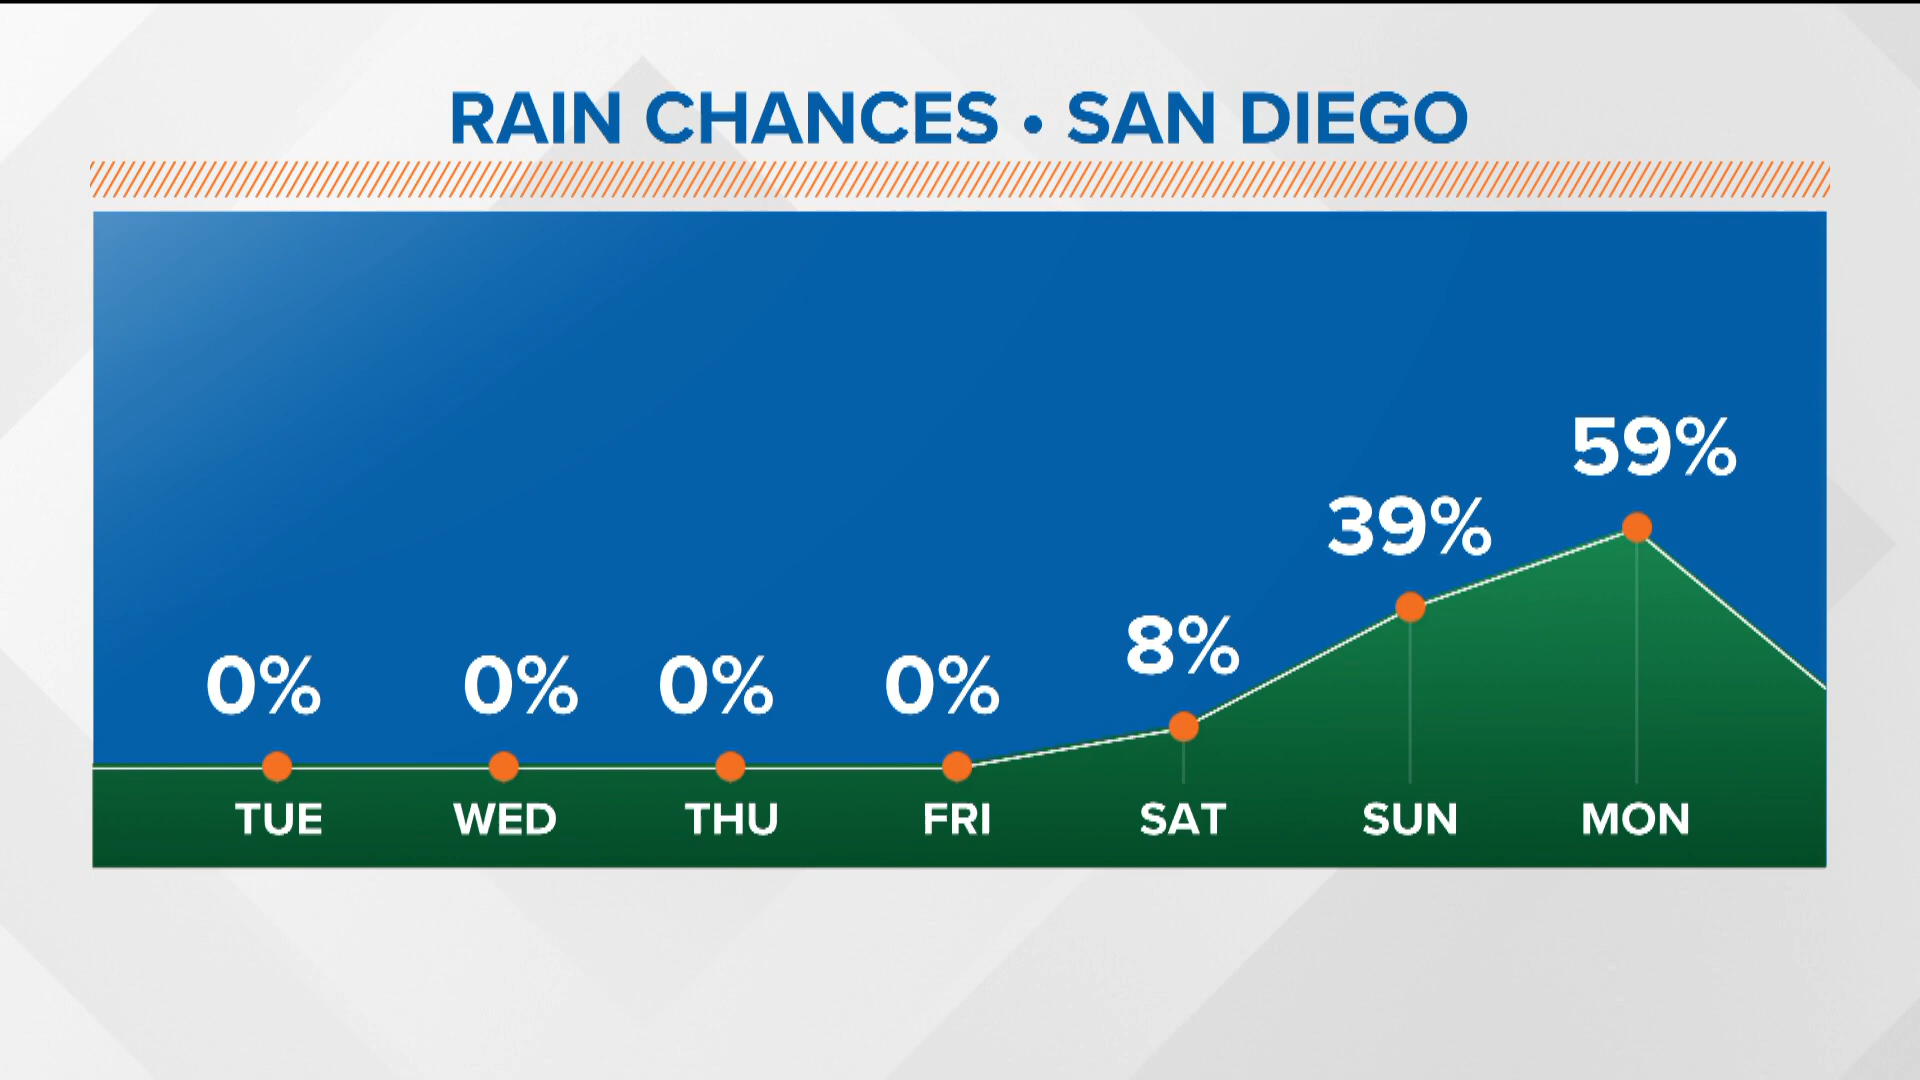 RAIN CHANCES • SAN DIEGO
59%
39%
8%
0% 0% 0% 0%
TUE WED THU FRI SAT SUN MON